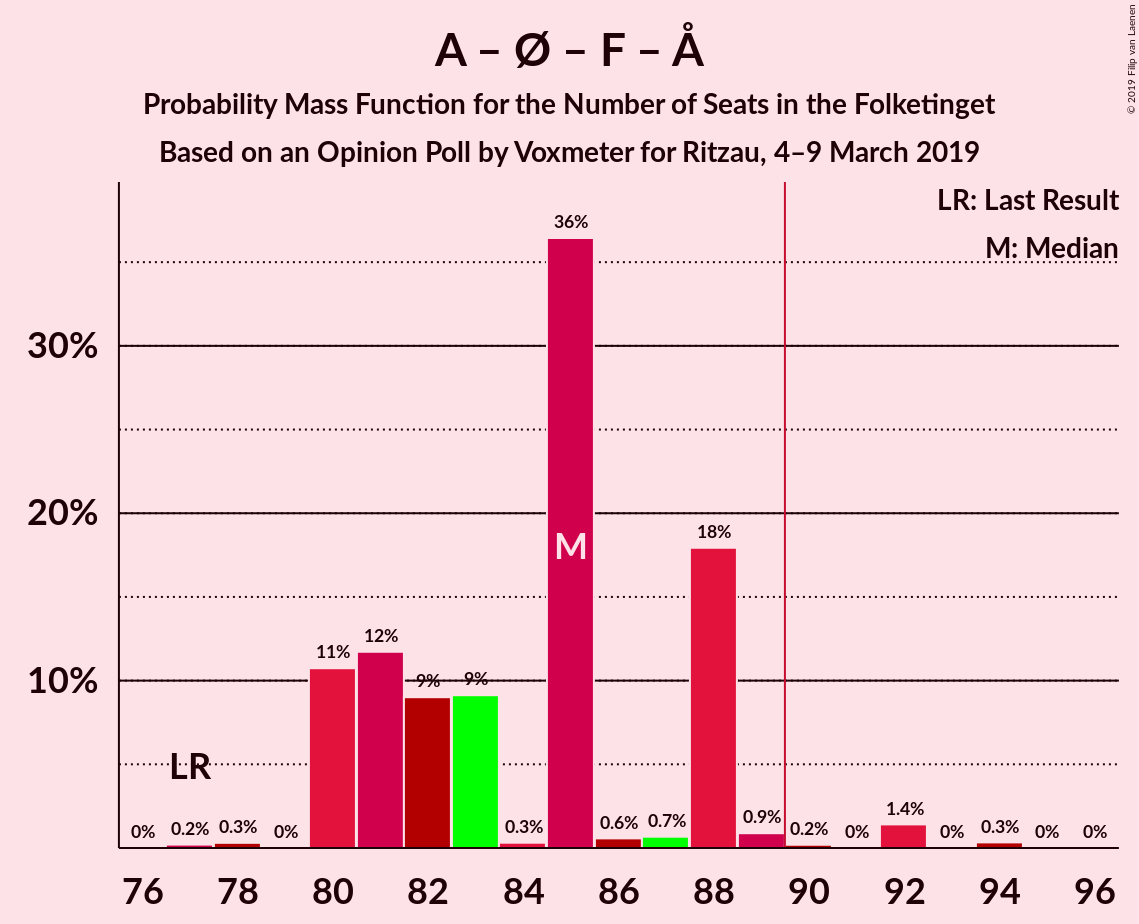 A – Ø – F – Å
Probability Mass Function for the Number of Seats in the Folketinget
Based on an Opinion Poll by Voxmeter for Ritzau, 4–9 March 2019
© 2019 Filip van Laenen
LR: Last Result
M: Median
30%
20%
10%
0%
0.2%
0.3%
0%
11%
12%
9%
9%
0.3%
36%
0.6%
0.7%
18%
0.9%
0.2%
0%
1.4%
0%
0.3%
0%
0%
LR
M
76 78 80 82 84 86 88 90 92 94 96